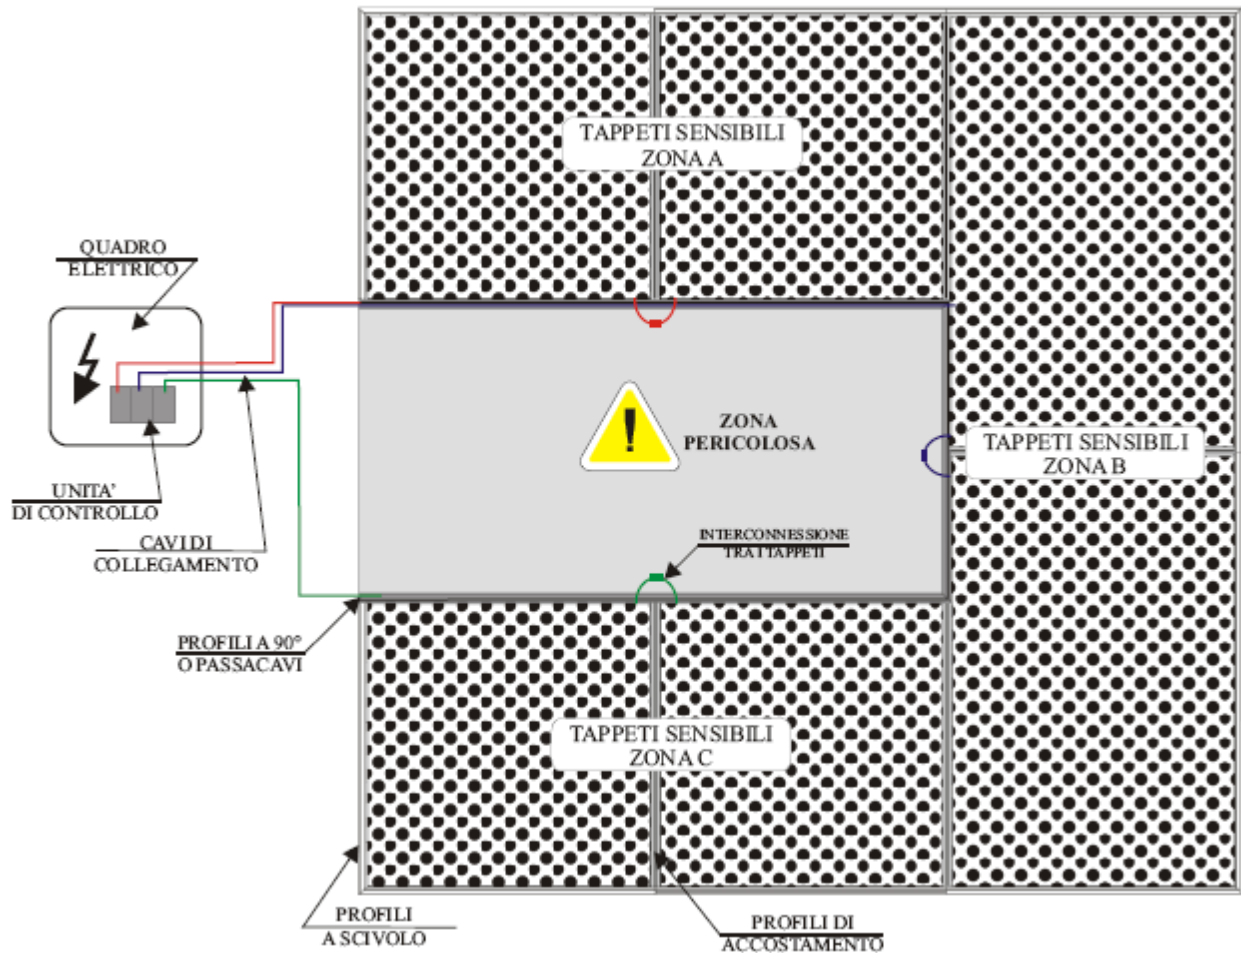 TAPPETI SENSIBILI
ZONA A
QUADRO
ELETTRICO
ZONA
PERICOLOSA
TAPPETI SENSIBILI
ZONA B
UNITA'
DI CONTROLLO
CAVI DI
COLLEGAMENTO
INTERCONNESSIONE
TRA I TAPPETI
PROFILI A 90°
O PASSACAVI
TAPPETI SENSIBILI
ZONA C
PROFILI
A SCIVOLO
PROFILI DI
ACCOSTAMENTO